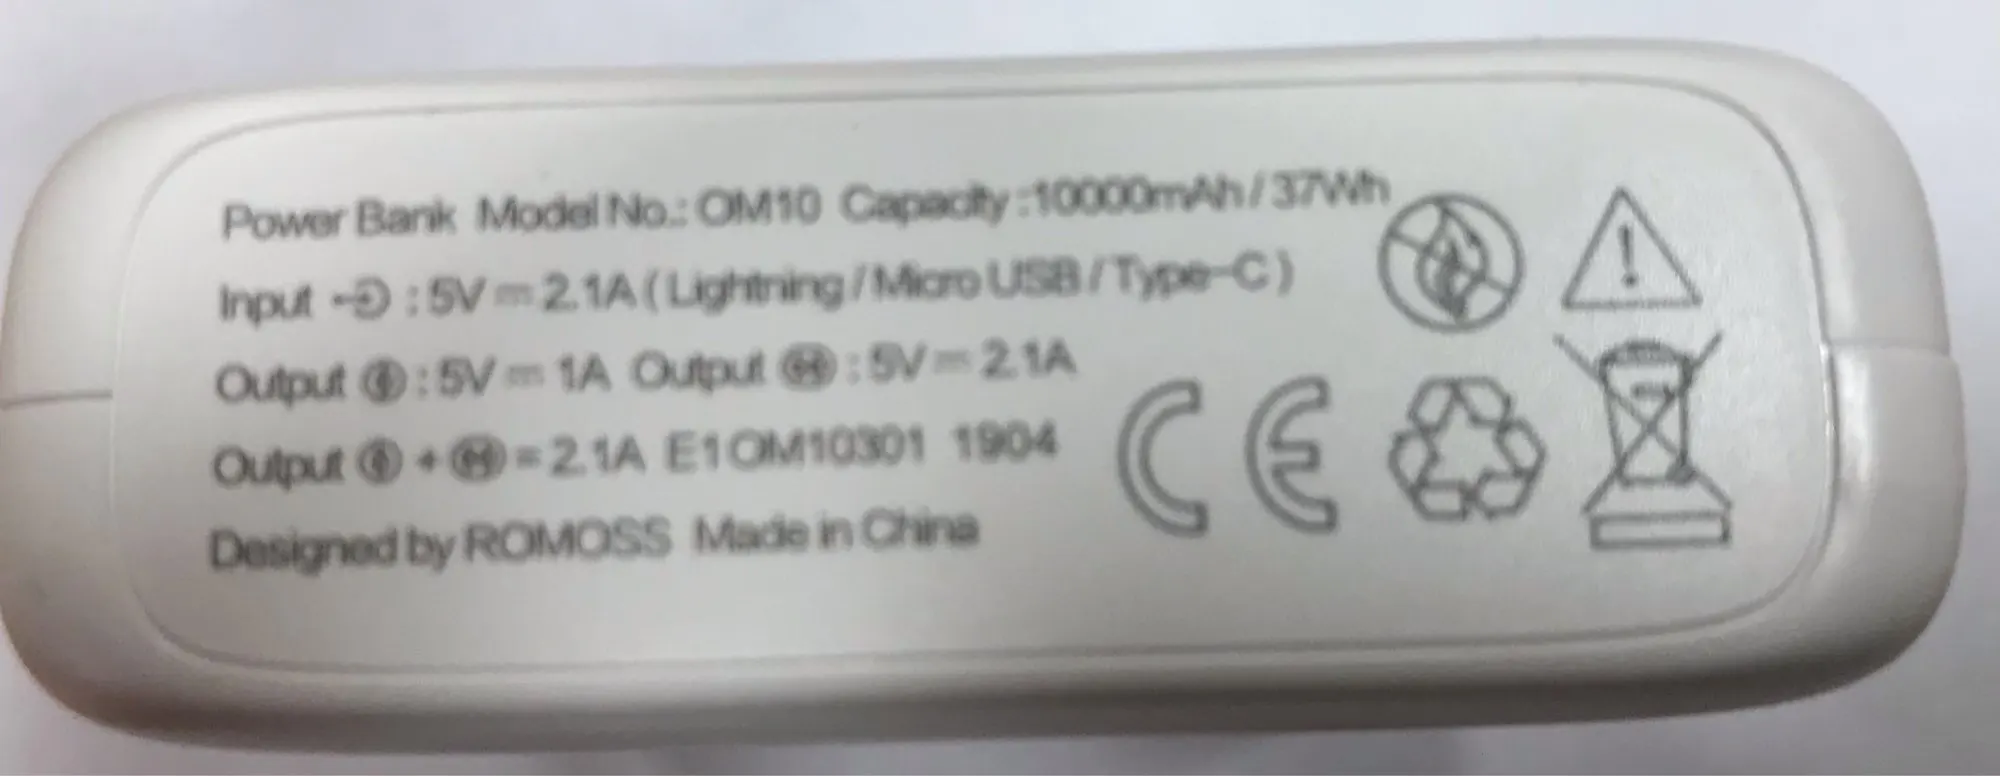 Power Bank Model No.: OM10 Capacity :10000mAh / 37Wh
Input : 5V⎓2.1A ( Lightning / Micro USB / Type-C )
Output : 5V⎓1A Output : 5V⎓2.1A
Output + = 2.1A E1OM10301 1904
Designed by ROMOSS Made in China
CE